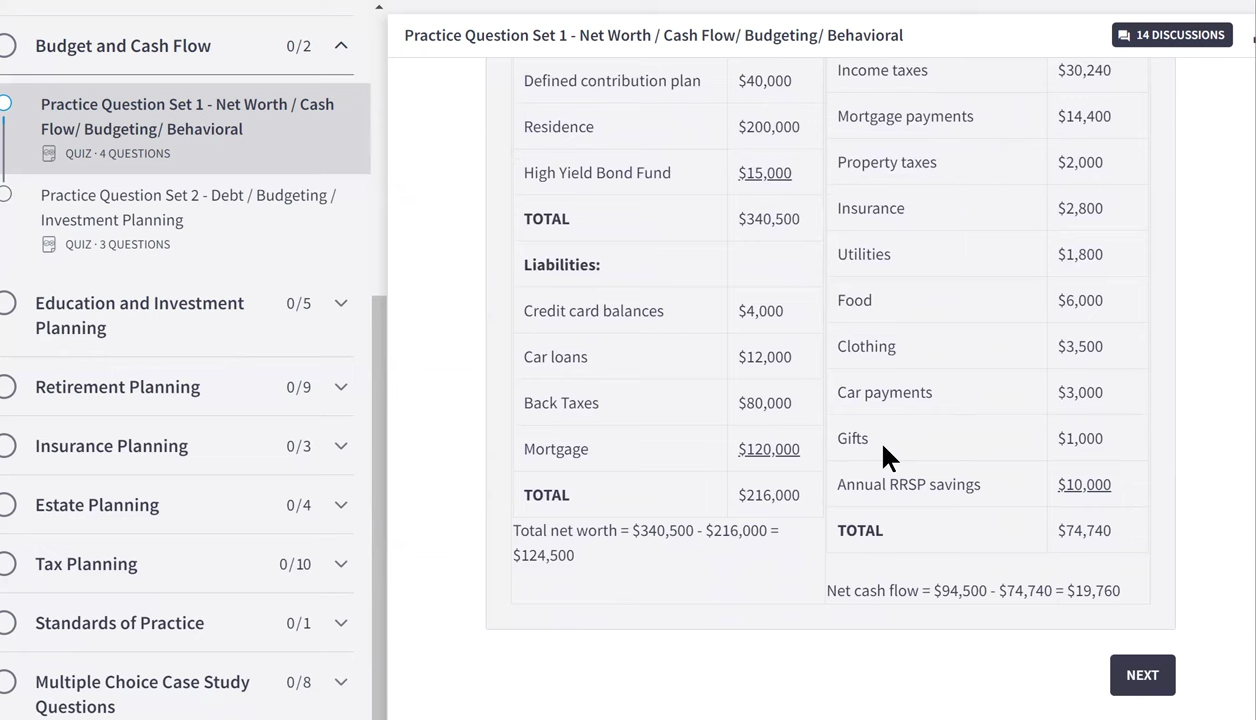 Budget and Cash Flow 0/2
Practice Question Set 1 - Net Worth / Cash
Flow/ Budgeting/ Behavioral
QUIZ · 4 QUESTIONS
Practice Question Set 2 - Debt / Budgeting /
Investment Planning
QUIZ · 3 QUESTIONS
Education and Investment 0/5
Planning
Retirement Planning 0/9
Insurance Planning 0/3
Estate Planning 0/4
Tax Planning 0/10
Standards of Practice 0/1
Multiple Choice Case Study 0/8
Questions
Practice Question Set 1 - Net Worth / Cash Flow/ Budgeting/ Behavioral
14 DISCUSSIONS
Defined contribution plan $40,000
Residence $200,000
High Yield Bond Fund $15,000
TOTAL $340,500
Liabilities:
Credit card balances $4,000
Car loans $12,000
Back Taxes $80,000
Mortgage $120,000
TOTAL $216,000
Total net worth = $340,500 - $216,000 =
$124,500
Income taxes $30,240
Mortgage payments $14,400
Property taxes $2,000
Insurance $2,800
Utilities $1,800
Food $6,000
Clothing $3,500
Car payments $3,000
Gifts $1,000
Annual RRSP savings $10,000
TOTAL $74,740
Net cash flow = $94,500 - $74,740 = $19,760
NEXT